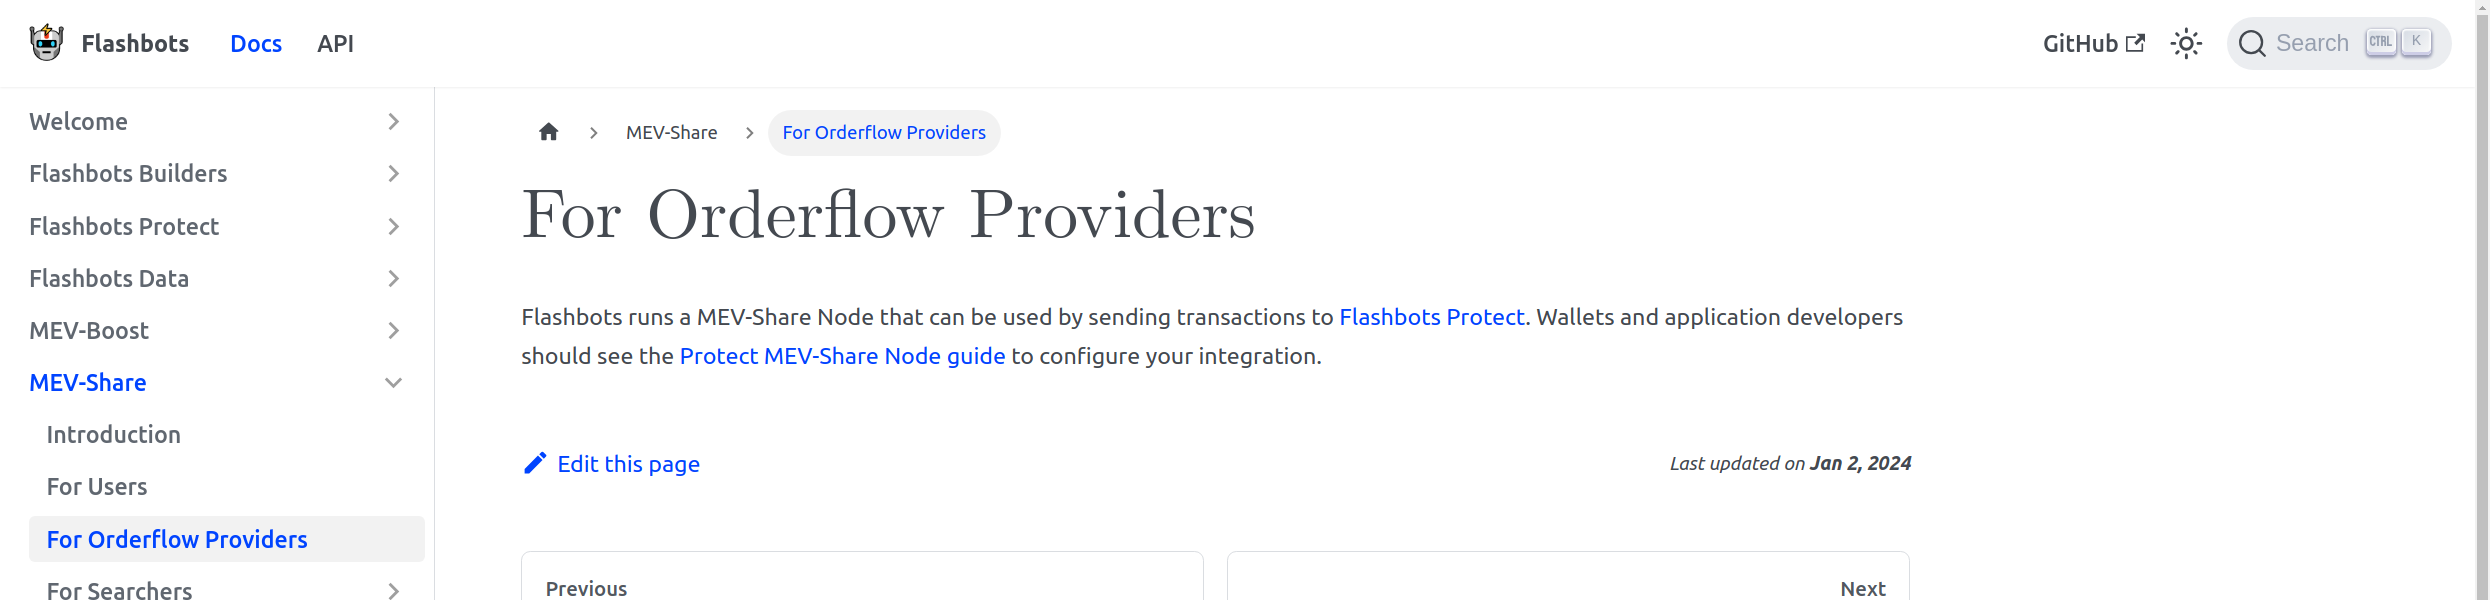 Flashbots Docs API GitHub Search CTRL K
Welcome
Flashbots Builders
Flashbots Protect
Flashbots Data
MEV-Boost
MEV-Share
Introduction
For Users
For Orderflow Providers
For Searchers
MEV-Share For Orderflow Providers
For Orderflow Providers
Flashbots runs a MEV-Share Node that can be used by sending transactions to Flashbots Protect. Wallets and application developers
should see the Protect MEV-Share Node guide to configure your integration.
Edit this page Last updated on Jan 2, 2024
Previous Next